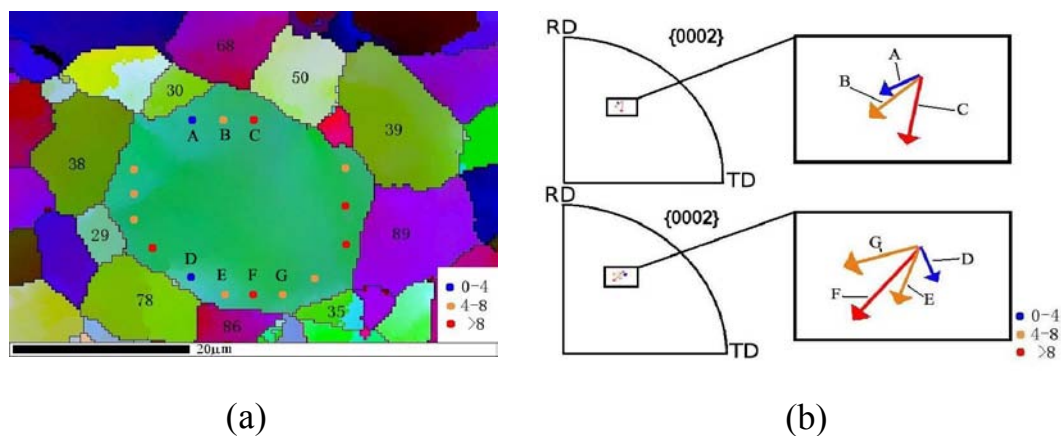 68
50
30
39
38
A B C
29
89
D
E F G
78
35
86
0-4
4-8
>8
20μm
(a)
RD
{0002}
TD
A
B
C
RD
{0002}
TD
G
D
F
E
0-4
4-8
>8
(b)